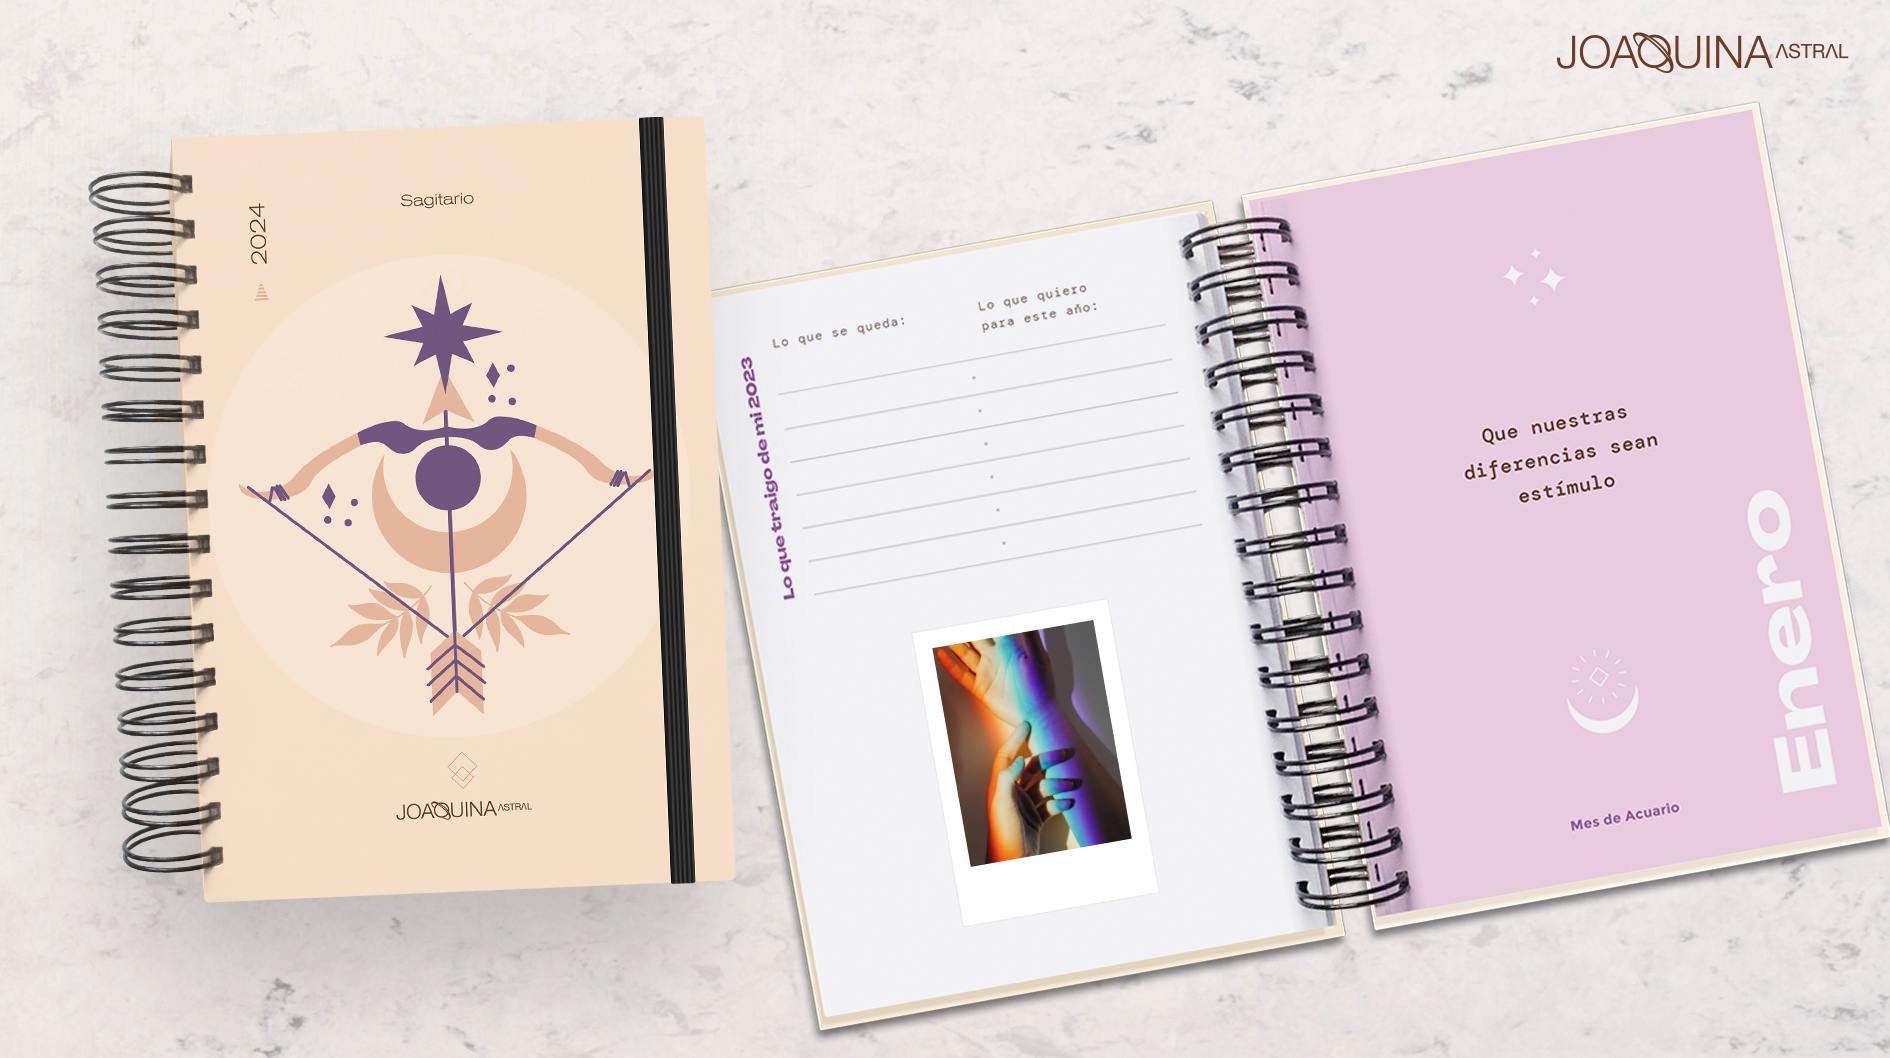 JOAQUINA ASTRAL
2024
Sagitario
JOAQUINA ASTRAL
Lo que traigo de mi 2023
Lo que se queda:
Lo que quiero
para este año:
Que nuestras
diferencias sean
estímulo
Enero
Mes de Acuario